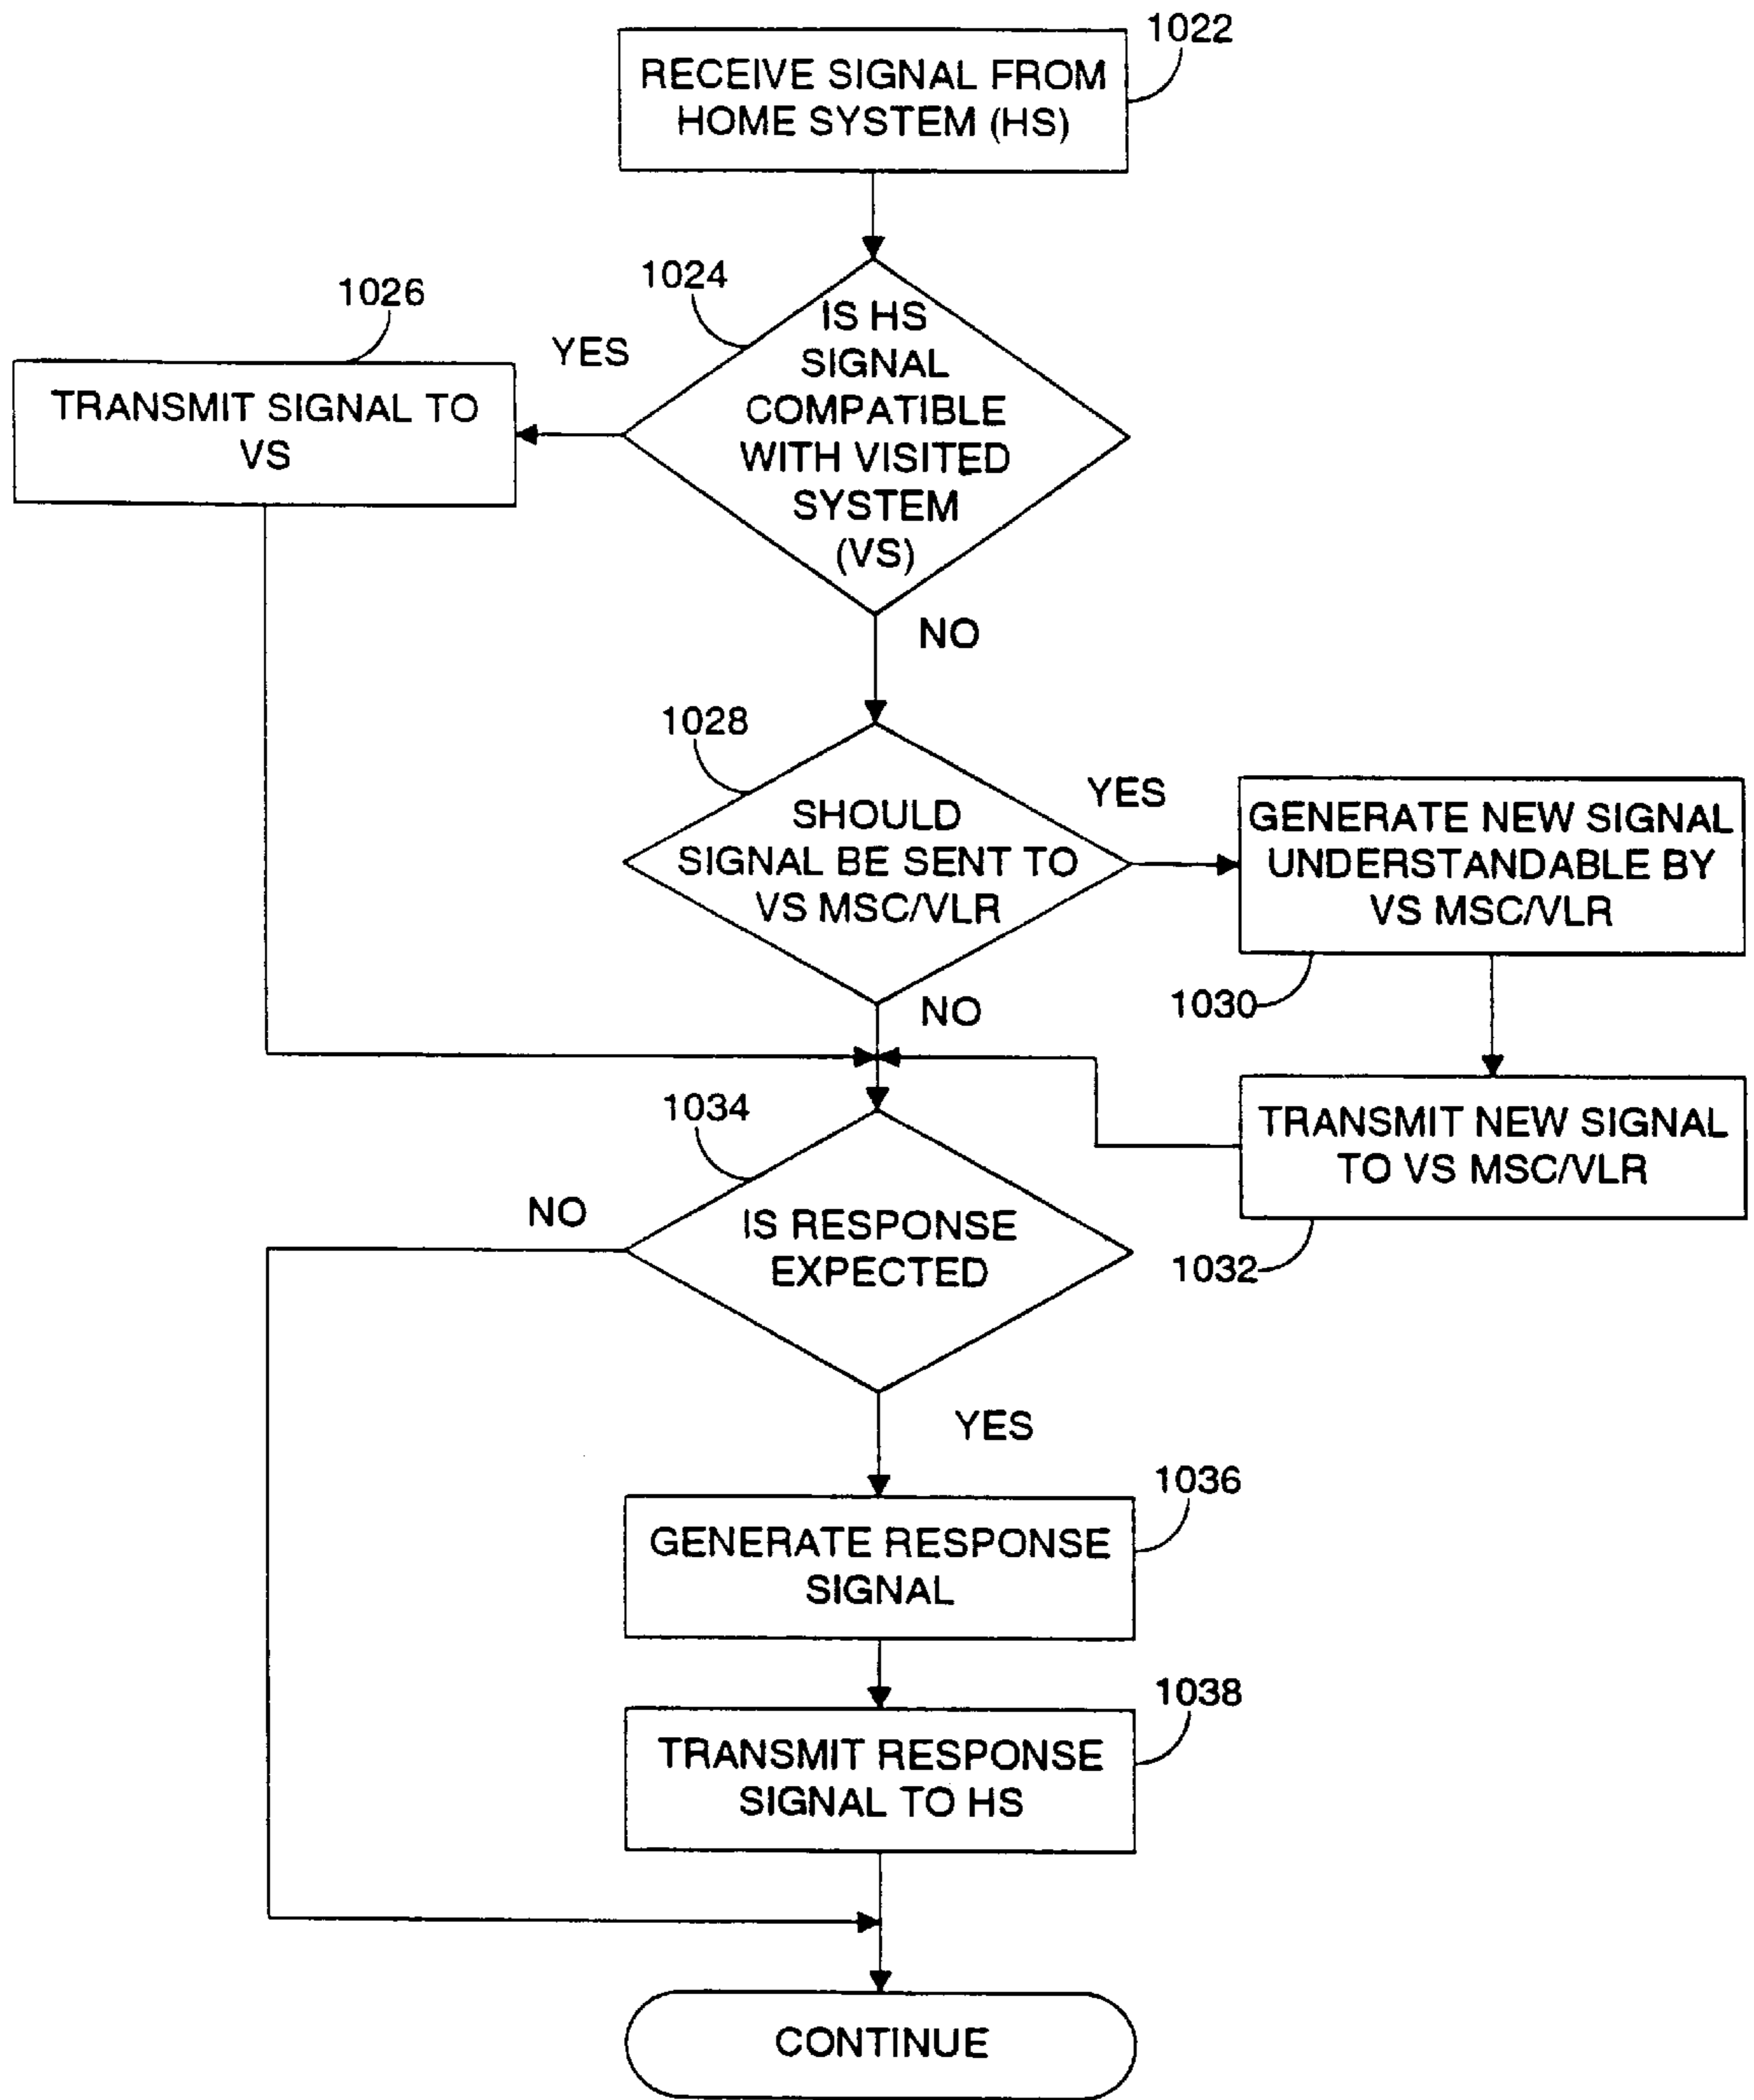 1022
RECEIVE SIGNAL FROM
HOME SYSTEM (HS)
1024
1026
IS HS
SIGNAL
COMPATIBLE
WITH VISITED
SYSTEM
(VS)
YES
TRANSMIT SIGNAL TO
VS
NO
1028
SHOULD
SIGNAL BE SENT TO
VS MSC/VLR
YES
GENERATE NEW SIGNAL
UNDERSTANDABLE BY
VS MSC/VLR
1030
NO
TRANSMIT NEW SIGNAL
TO VS MSC/VLR
1032
1034
NO
IS RESPONSE
EXPECTED
YES
1036
GENERATE RESPONSE
SIGNAL
1038
TRANSMIT RESPONSE
SIGNAL TO HS
CONTINUE